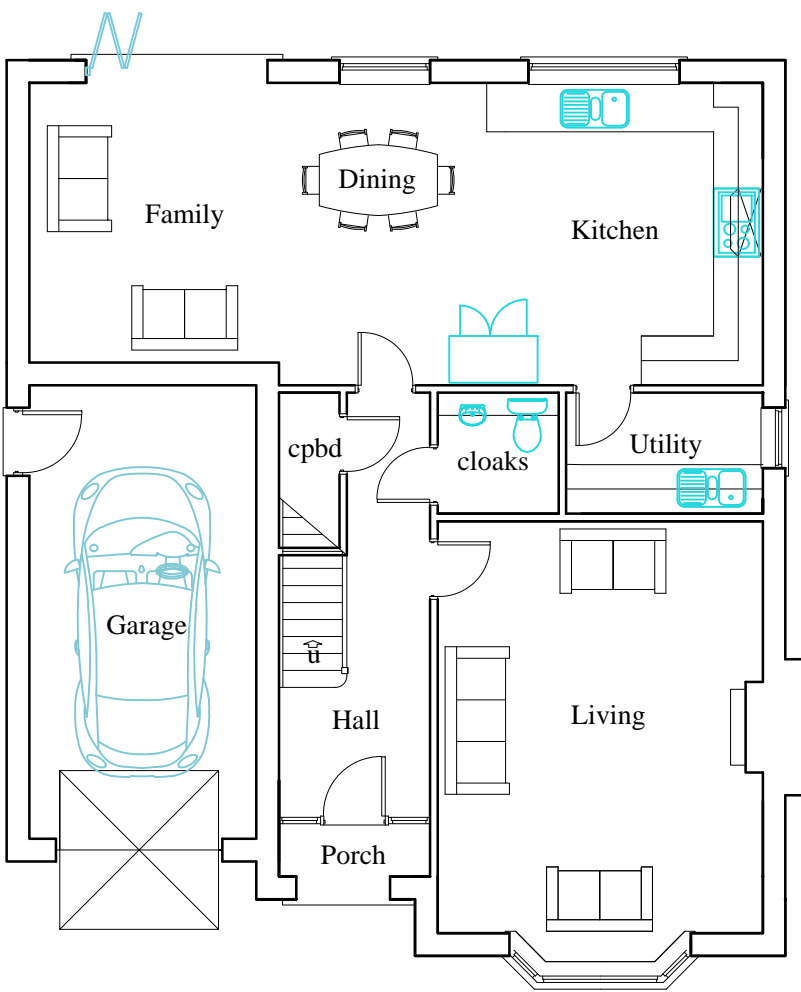 Dining
Family
Kitchen
cpbd
cloaks
Utility
Garage
u
Hall
Living
Porch